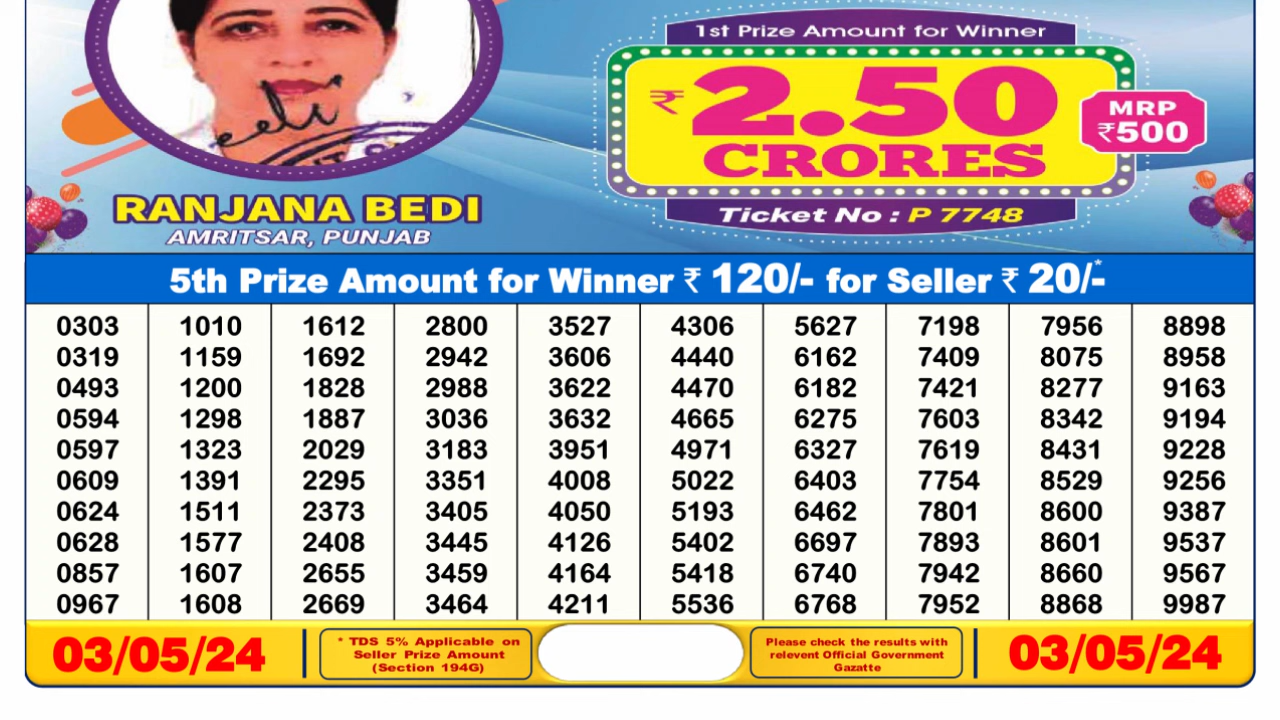 1st Prize Amount for Winner
₹ 2.50
CRORES
MRP
₹500
Ticket No : P 7748
RANJANA BEDI
AMRITSAR, PUNJAB
5th Prize Amount for Winner ₹ 120/- for Seller ₹ 20/-*
0303 1010 1612 2800 3527 4306 5627 7198 7956 8898
0319 1159 1692 2942 3606 4440 6162 7409 8075 8958
0493 1200 1828 2988 3622 4470 6182 7421 8277 9163
0594 1298 1887 3036 3632 4665 6275 7603 8342 9194
0597 1323 2029 3183 3951 4971 6327 7619 8431 9228
0609 1391 2295 3351 4008 5022 6403 7754 8529 9256
0624 1511 2373 3405 4050 5193 6462 7801 8600 9387
0628 1577 2408 3445 4126 5402 6697 7893 8601 9537
0857 1607 2655 3459 4164 5418 6740 7942 8660 9567
0967 1608 2669 3464 4211 5536 6768 7952 8868 9987
03/05/24
* TDS 5% Applicable on
Seller Prize Amount
(Section 194G)
Please check the results with
relevent Official Government
Gazatte
03/05/24